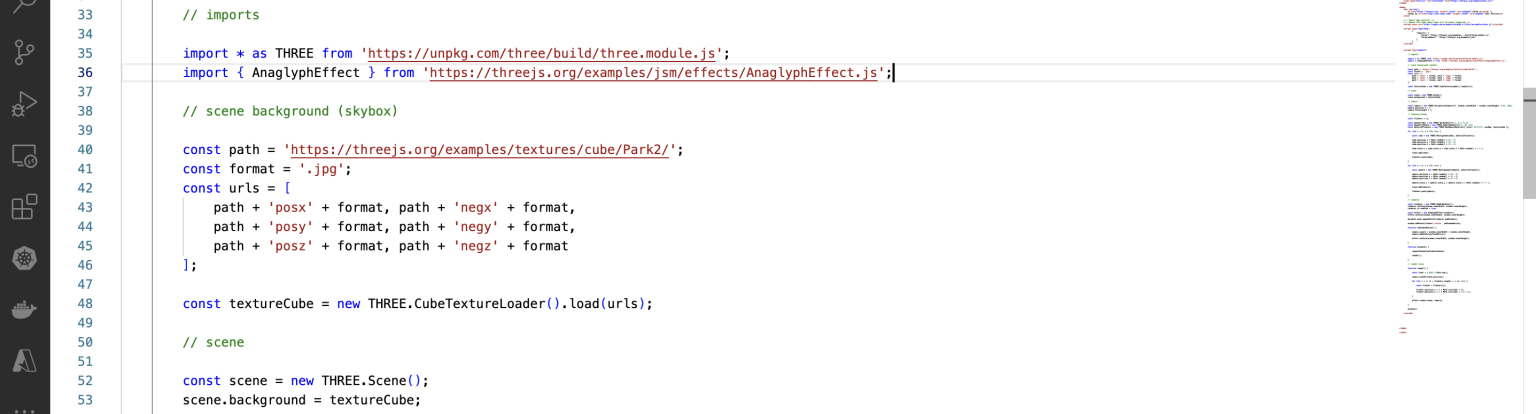 33 // imports
34
35 import * as THREE from 'https://unpkg.com/three/build/three.module.js';
36 import { AnaglyphEffect } from 'https://threejs.org/examples/jsm/effects/AnaglyphEffect.js';
37
38 // scene background (skybox)
39
40 const path = 'https://threejs.org/examples/textures/cube/Park2/';
41 const format = '.jpg';
42 const urls = [
43 path + 'posx' + format, path + 'negx' + format,
44 path + 'posy' + format, path + 'negy' + format,
45 path + 'posz' + format, path + 'negz' + format
46 ];
47
48 const textureCube = new THREE.CubeTextureLoader().load(urls);
49
50 // scene
51
52 const scene = new THREE.Scene();
53 scene.background = textureCube;